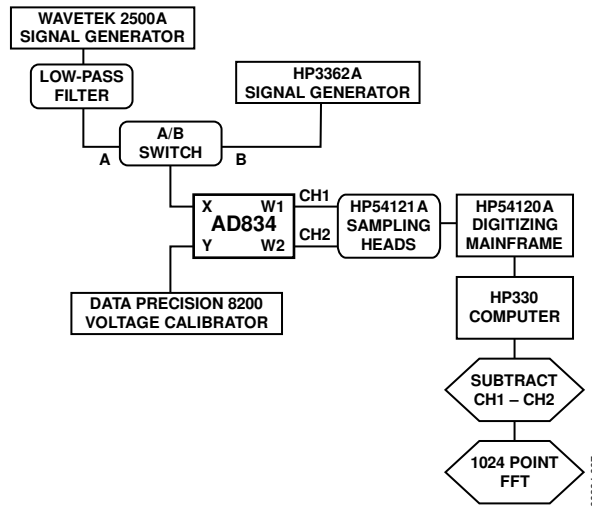 WAVETEK 2500A
SIGNAL GENERATOR
LOW-PASS
FILTER
HP3362A
SIGNAL GENERATOR
A/B
SWITCH
A
B
X
W1
AD834
Y
W2
CH1
CH2
HP54121A
SAMPLING
HEADS
HP54120A
DIGITIZING
MAINFRAME
DATA PRECISION 8200
VOLTAGE CALIBRATOR
HP330
COMPUTER
SUBTRACT
CH1 – CH2
1024 POINT
FFT